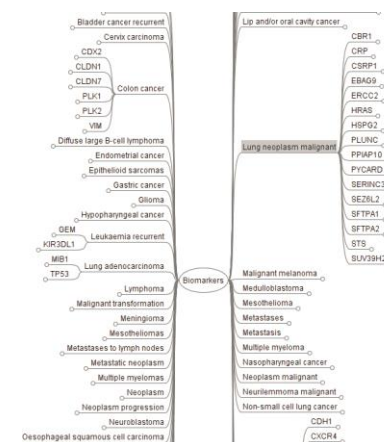 Bladder cancer recurrent
Cervix carcinoma
CDX2
CLDN1
CLDN7
PLK1
PLK2
VIM
Colon cancer
Diffuse large B-cell lymphoma
Endometrial cancer
Epithelioid sarcomas
Gastric cancer
Glioma
Hypopharyngeal cancer
GEM
KIR3DL1
Leukaemia recurrent
MIB1
TP53
Lung adenocarcinoma
Lymphoma
Malignant transformation
Meningioma
Mesotheliomas
Metastases to lymph nodes
Metastatic neoplasm
Multiple myelomas
Neoplasm
Neoplasm progression
Neuroblastoma
Oesophageal squamous cell carcinoma
Biomarkers
Lip and/or oral cavity cancer
Lung neoplasm malignant
CBR1
CRP
CSRP1
EBAG9
ERCC2
HRAS
HSPG2
PLUNC
PPIAP10
PYCARD
SERINC3
SEZ6L2
SFTPA1
SFTPA2
STS
SUV39H2
Malignant melanoma
Medulloblastoma
Mesothelioma
Metastases
Metastasis
Multiple myeloma
Nasopharyngeal cancer
Neoplasm malignant
Neurilemmoma malignant
Non-small cell lung cancer
CDH1
CXCR4